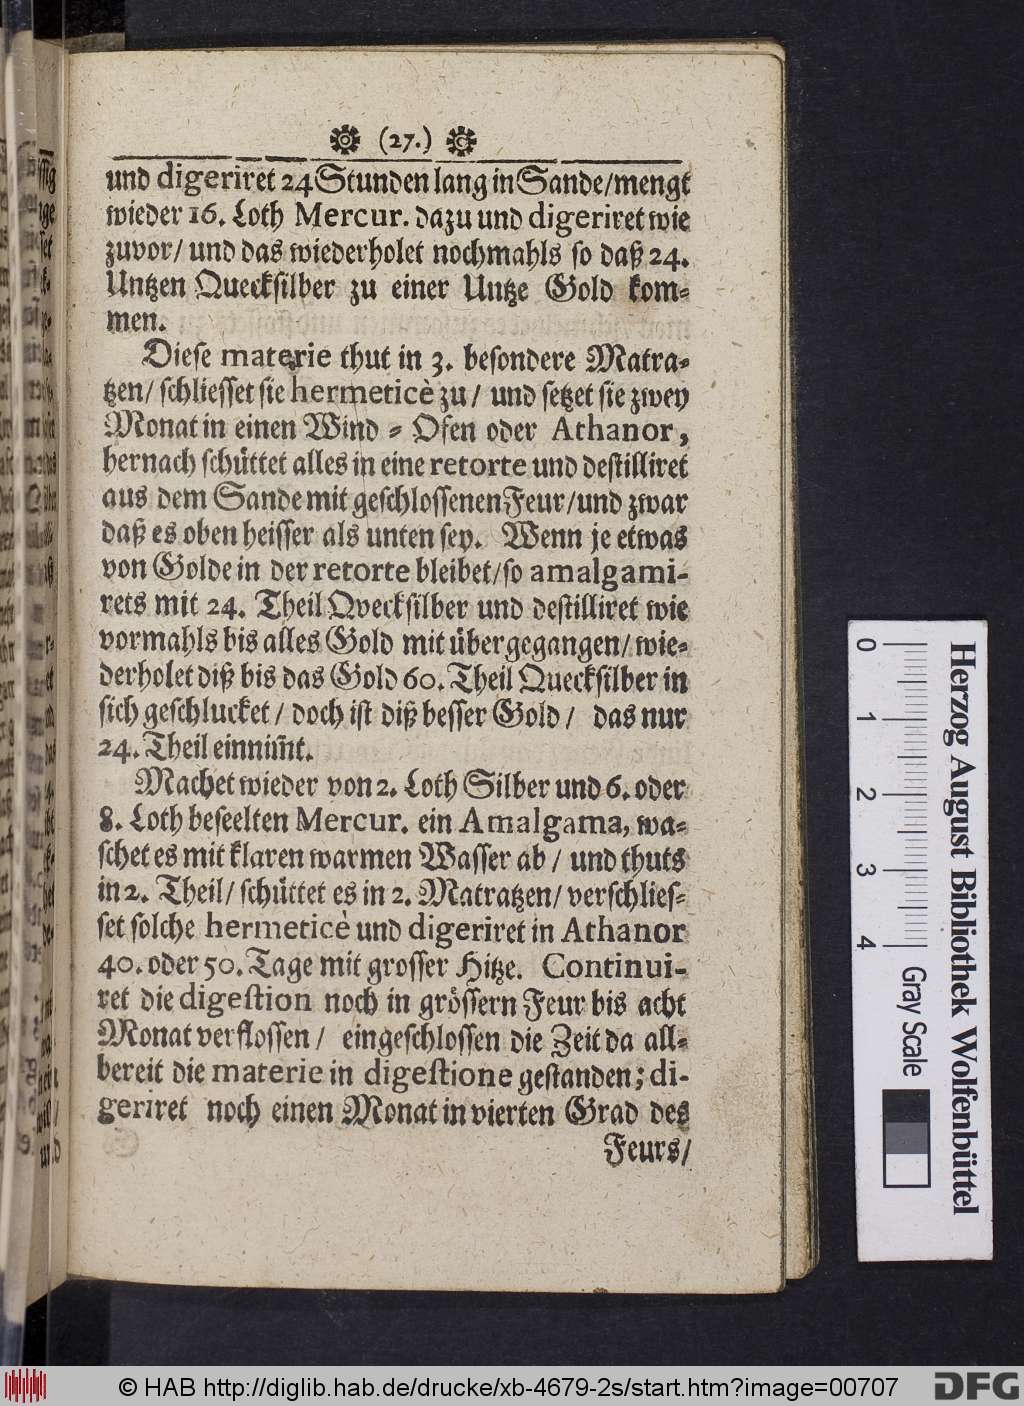 (27.)
und digeriret 24 Stunden lang in Sande/mengt
wieder 16. Loth Mercur. dazu und digeriret wie
zuvor/ und das wiederholet nochmahls so daß 24.
Untzen Quecksilber zu einer Untze Gold kom⸗
men.
Diese materie thut in 3. besondere Matra⸗
tzen/ schliesset sie hermeticè zu/ und setzet sie zwey
Monat in einen Wind⸗Ofen oder Athanor,
hernach schüttet alles in eine retorte und destilliret
aus dem Sande mit geschlossenen Feur/und zwar
daß es oben heisser als unten sey. Wenn je etwas
von Golde in der retorte bleibet/so amalgami-
rets mit 24. Theil Qvecksilber und destilliret wie
vormahls bis alles Gold mit übergegangen/ wie⸗
derholet diß bis das Gold 60. Theil Quecksilber in
sich geschlucket/ doch ist diß besser Gold/ das nur
24. Theil einnim̃t.
Machet wieder von 2. Loth Silber und 6. oder
8. Loth beseelten Mercur. ein Amalgama, wa⸗
schet es mit klaren warmen Wasser ab/ und thuts
in 2. Theil/ schüttet es in 2. Matratzen/ verschlies⸗
set solche hermeticè und digeriret in Athanor
40. oder 50. Tage mit grosser Hitze. Continui-
ret die digestion noch in grössern Feur bis acht
Monat verflossen/ eingeschlossen die Zeit da all⸗
bereit die materie in digestione gestanden; di-
geriret noch einen Monat in vierten Grad des
Feurs/
0 1 2 3 4
Gray Scale
Herzog August Bibliothek Wolfenbüttel
© HAB http://diglib.hab.de/drucke/xb-4679-2s/start.htm?image=00707
DFG